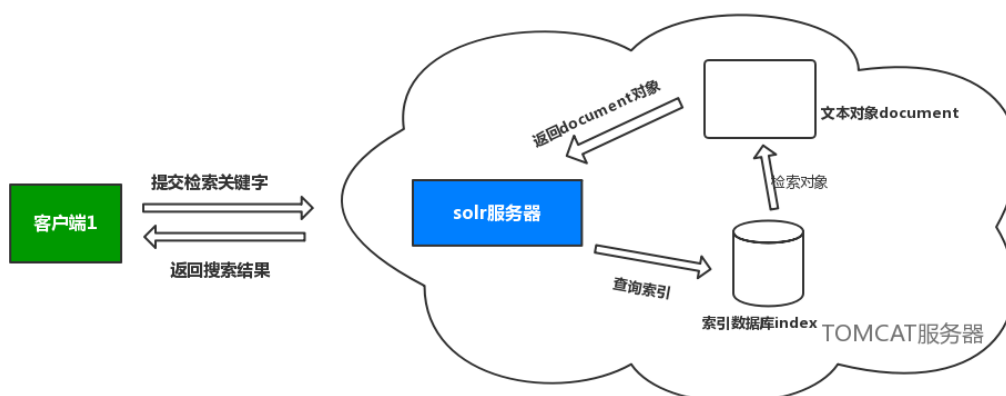 返回document对象
文本对象document
提交检索关键字
检索对象
客户端1
solr服务器
返回搜索结果
查询索引
索引数据库index
TOMCAT服务器